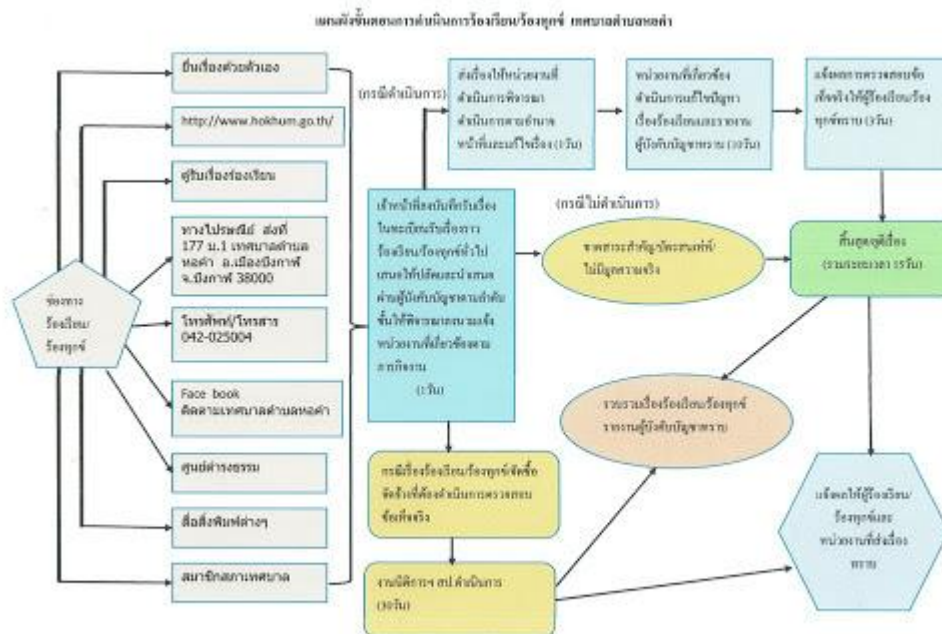 แผนผังขั้นตอนการดำเนินการร้องเรียน/ร้องทุกข์ เทศบาลตำบลหอคำ
ช่องทาง
ร้องเรียน/
ร้องทุกข์
ยื่นเรื่องด้วยตัวเอง
http://www.hokhum.go.th/
ตู้รับเรื่องร้องเรียน
ทางไปรษณีย์ ส่งที่
177 ม.1 เทศบาลตำบล
หอคำ อ.เมืองบึงกาฬ
จ.บึงกาฬ 38000
โทรศัพท์/โทรสาร
042-025004
Face book
ติดตามเทศบาลตำบลหอคำ
ศูนย์ดำรงธรรม
สื่อสิ่งพิมพ์ต่างๆ
สมาชิกสภาเทศบาล
เจ้าหน้าที่ลงบันทึกรับเรื่อง
ในทะเบียนรับเรื่องราว
ร้องเรียน/ร้องทุกข์ทั่วไป
เสนอให้ปลัดและนำเสนอ
ผ่านผู้บังคับบัญชาตามลำดับ
ชั้นให้พิจารณาลงนามแจ้ง
หน่วยงานที่เกี่ยวข้องตาม
ภารกิจงาน
(1วัน)
(กรณีดำเนินการ)
ส่งเรื่องให้หน่วยงานที่
ดำเนินการพิจารณา
ดำเนินการตามอำนาจ
หน้าที่และแก้ไขเรื่อง (1วัน)
หน่วยงานที่เกี่ยวข้อง
ดำเนินการแก้ไขปัญหา
เรื่องร้องเรียนและรายงาน
ผู้บังคับบัญชาทราบ (10วัน)
แจ้งผลการตรวจสอบข้อ
เท็จจริงให้ผู้ร้องเรียน/ร้อง
ทุกข์ทราบ (3วัน)
(กรณีไม่ดำเนินการ)
ขาดสาระสำคัญ/บัตรสนเท่ห์/
ไม่มีมูลความจริง
สิ้นสุดยุติเรื่อง
(รวมระยะเวลา 15วัน)
รวบรวมเรื่องร้องเรียน/ร้องทุกข์
รายงานผู้บังคับบัญชาทราบ
กรณีเรื่องร้องเรียน/ร้องทุกข์/จัดซื้อ
จัดจ้างที่ต้องดำเนินการตรวจสอบ
ข้อเท็จจริง
งานนิติการฯ สป.ดำเนินการ
(30วัน)
แจ้งผลให้ผู้ร้องเรียน/
ร้องทุกข์และ
หน่วยงานที่ส่งเรื่อง
ทราบ